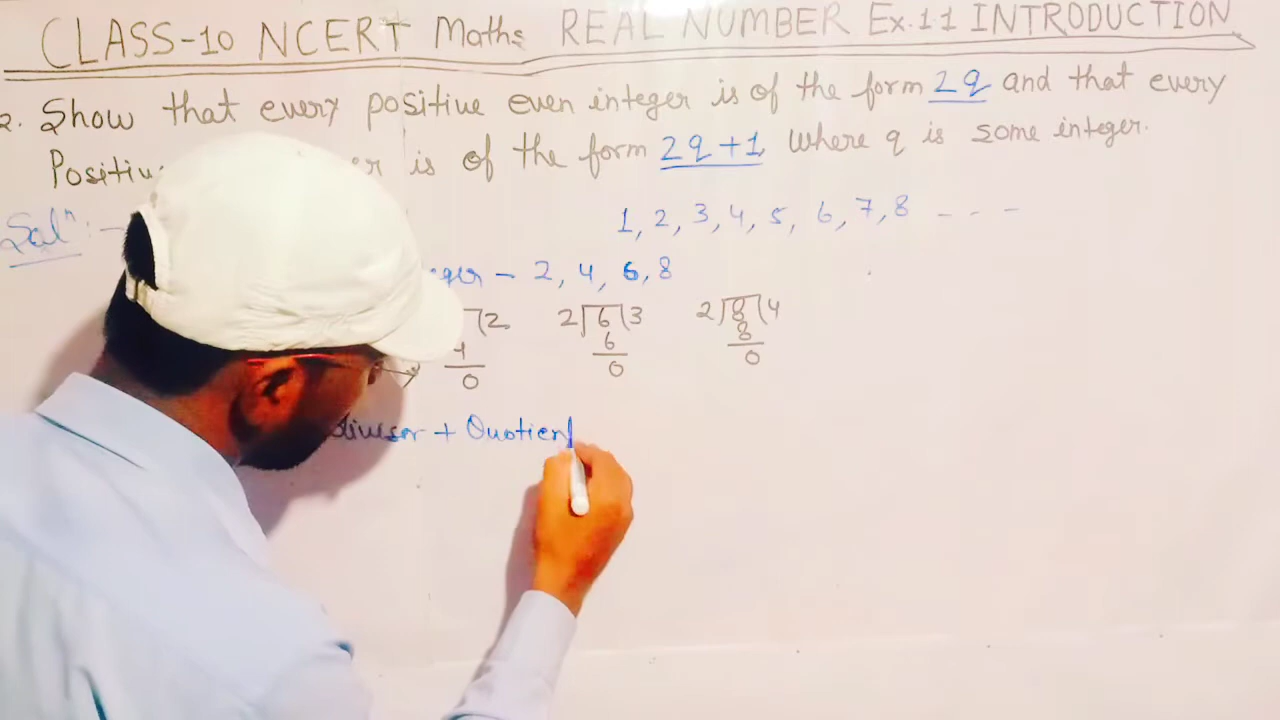 CLASS-10 NCERT Maths REAL NUMBER Ex.1.1 INTRODUCTION
2. Show that every positive even integer is of the form 2q and that every
is of the form 2q+1 where q is some integer.
Solⁿ:-
1, 2, 3, 4, 5, 6, 7, 8 - - -
- 2, 4, 6, 8
2 2 6 3 2 8 4
4 6 8
0 0 0
divisor + Quotient